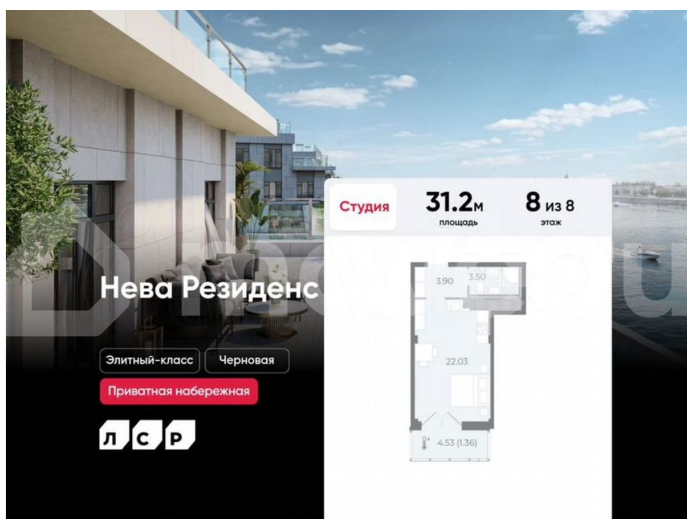 Студия
31.2м
площадь
8 из 8
этаж
Нева Резиденс
Элитный-класс
Черновая
Приватная набережная
ЛСР
3.90
3.50
22.03
4.53 (1.36)